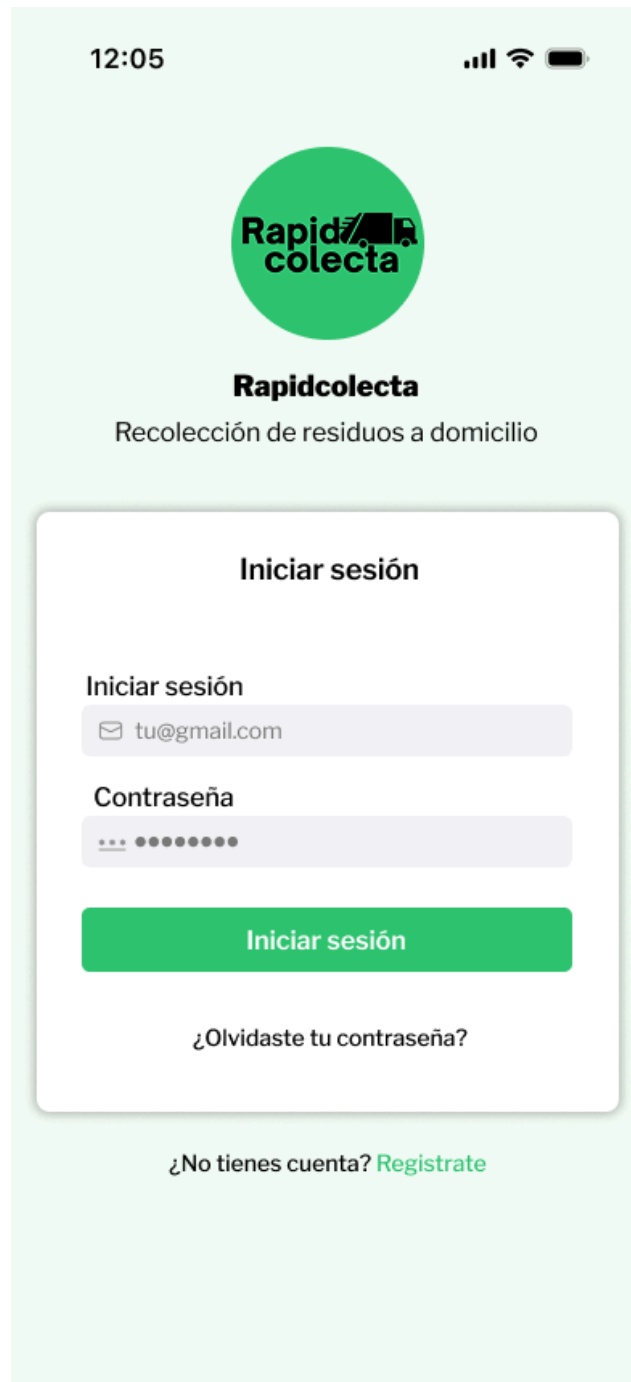 12:05
Rapid
colecta
Rapidcolecta
Recolección de residuos a domicilio
Iniciar sesión
Iniciar sesión
tu@gmail.com
Contraseña
Iniciar sesión
¿Olvidaste tu contraseña?
¿No tienes cuenta? Registrate